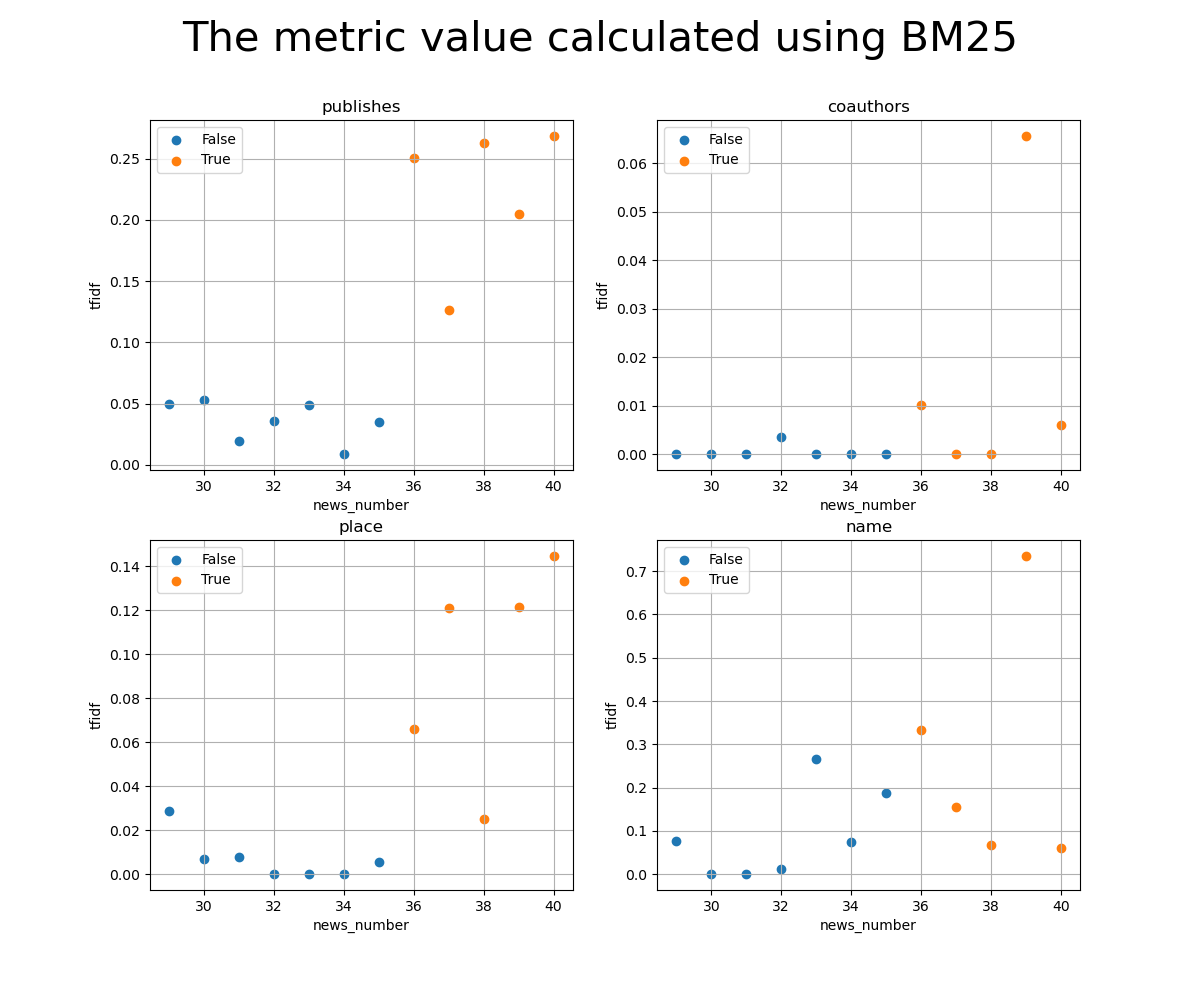 The metric value calculated using BM25
publishes
False
True
0.25
0.20
0.15
0.10
0.05
0.00
tfidf
30 32 34 36 38 40
news_number
coauthors
False
True
0.06
0.05
0.04
0.03
0.02
0.01
0.00
tfidf
30 32 34 36 38 40
news_number
place
False
True
0.14
0.12
0.10
0.08
0.06
0.04
0.02
0.00
tfidf
30 32 34 36 38 40
news_number
name
False
True
0.7
0.6
0.5
0.4
0.3
0.2
0.1
0.0
tfidf
30 32 34 36 38 40
news_number